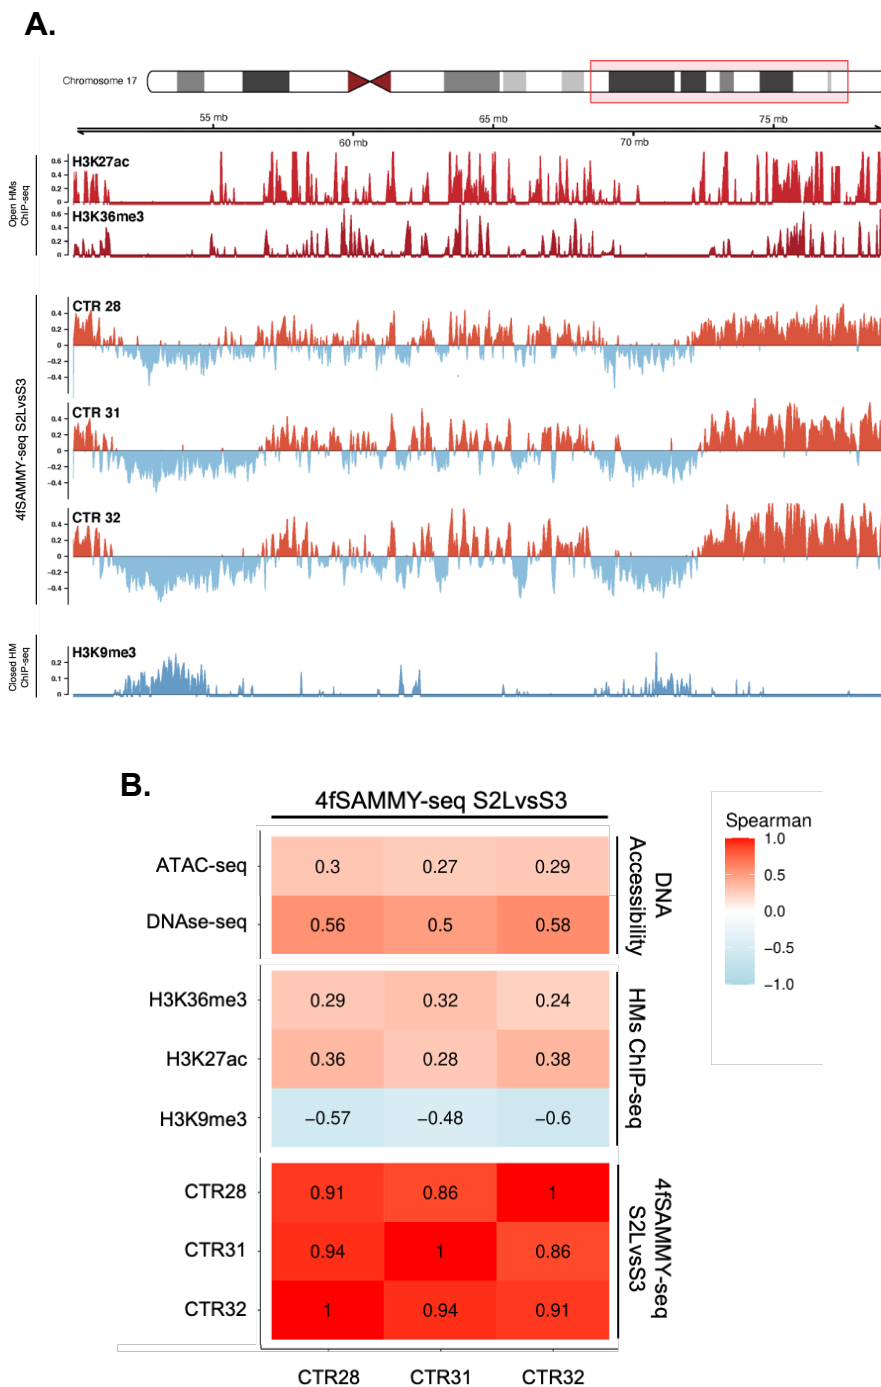 A.
Chromosome 17
55 mb
65 mb
75 mb
60 mb
70 mb
Open HMs
ChIP-seq
H3K27ac
0.6
0.4
0.2
0
H3K36me3
0.6
0.4
0.2
0
4fSAMMY-seq S2LvsS3
CTR 28
0.4
0.2
0
−0.2
−0.4
CTR 31
0.4
0.2
0
−0.2
−0.4
CTR 32
0.4
0.2
0
−0.2
−0.4
Closed HM
ChIP-seq
H3K9me3
0.2
0.1
0
B.
4fSAMMY-seq S2LvsS3
ATAC-seq 0.3 0.27 0.29
DNAse-seq 0.56 0.5 0.58
DNA
Accessibility
H3K36me3 0.29 0.32 0.24
H3K27ac 0.36 0.28 0.38
H3K9me3 −0.57 −0.48 −0.6
HMs ChIP-seq
CTR28 0.91 0.86 1
CTR31 0.94 1 0.86
CTR32 1 0.94 0.91
4fSAMMY-seq
S2LvsS3
CTR28 CTR31 CTR32
Spearman
1.0
0.5
0.0
−0.5
−1.0